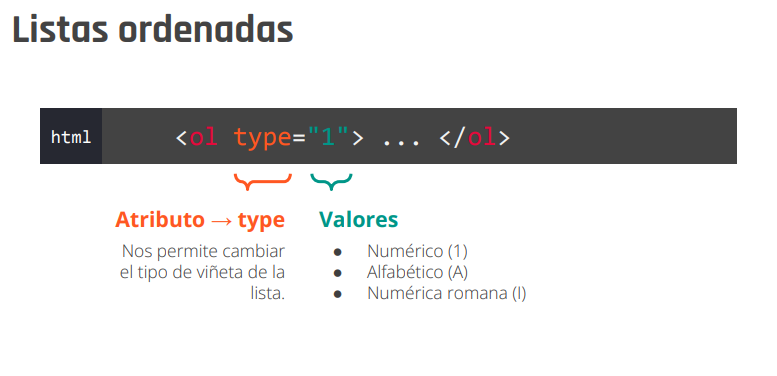 Listas ordenadas
html <ol type="1"> ... </ol>
Atributo → type
Nos permite cambiar
el tipo de viñeta de la
lista.
Valores
● Numérico (1)
● Alfabético (A)
● Numérica romana (I)